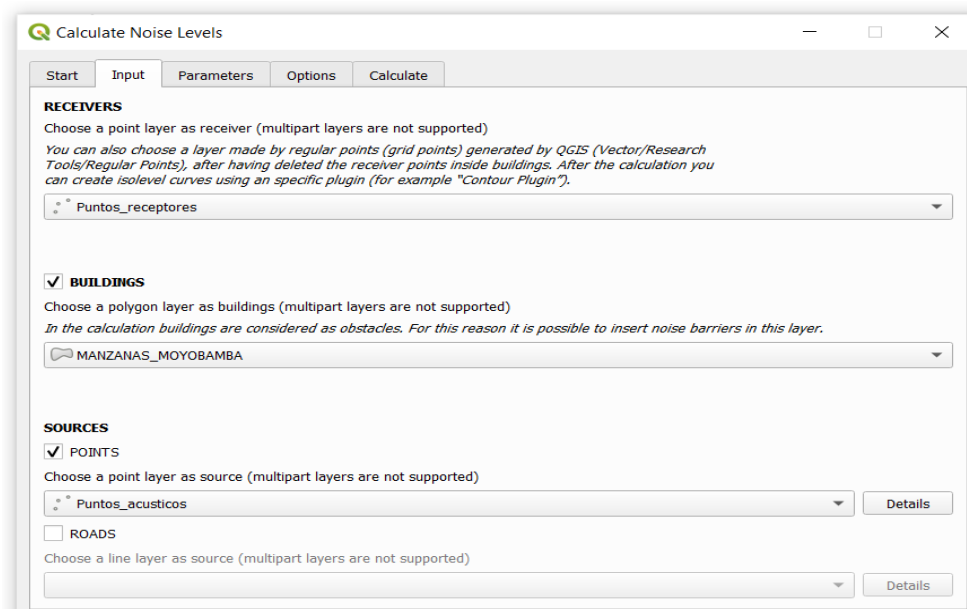 Calculate Noise Levels
Start Input Parameters Options Calculate
RECEIVERS
Choose a point layer as receiver (multipart layers are not supported)
You can also choose a layer made by regular points (grid points) generated by QGIS (Vector/Research
Tools/Regular Points), after having deleted the receiver points inside buildings. After the calculation you
can create isolevel curves using an specific plugin (for example “Contour Plugin”).
Puntos_receptores
BUILDINGS
Choose a polygon layer as buildings (multipart layers are not supported)
In the calculation buildings are considered as obstacles. For this reason it is possible to insert noise barriers in this layer.
MANZANAS_MOYOBAMBA
SOURCES
POINTS
Choose a point layer as source (multipart layers are not supported)
Puntos_acusticos Details
ROADS
Choose a line layer as source (multipart layers are not supported)
Details